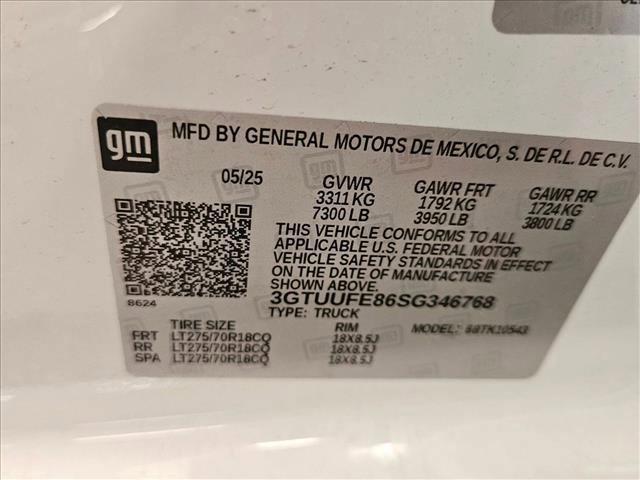 gm MFD BY GENERAL MOTORS DE MEXICO, S. DE R.L. DE C.V.
05/25 GVWR GAWR FRT GAWR RR
3311 KG 1792 KG 1724 KG
7300 LB 3950 LB 3800 LB
THIS VEHICLE CONFORMS TO ALL
APPLICABLE U.S. FEDERAL MOTOR
VEHICLE SAFETY STANDARDS IN EFFECT
ON THE DATE OF MANUFACTURE
SHOWN ABOVE.
8624 3GTUUFE86SG346768
TYPE: TRUCK
TIRE SIZE RIM MODEL:
FRT LT275/70R18CQ 18X8.5J
RR LT275/70R18CQ 18X8.5J
SPA LT275/70R18CQ 18X8.5J